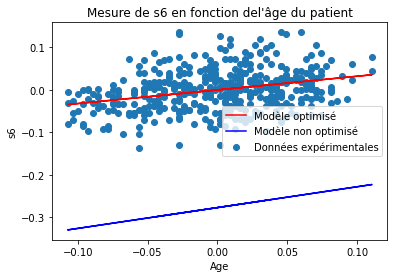 Mesure de s6 en fonction del'âge du patient
0.1
0.0
−0.1
−0.2
−0.3
s6
Modèle optimisé
Modèle non optimisé
Données expérimentales
−0.10
−0.05
0.00
0.05
0.10
Age